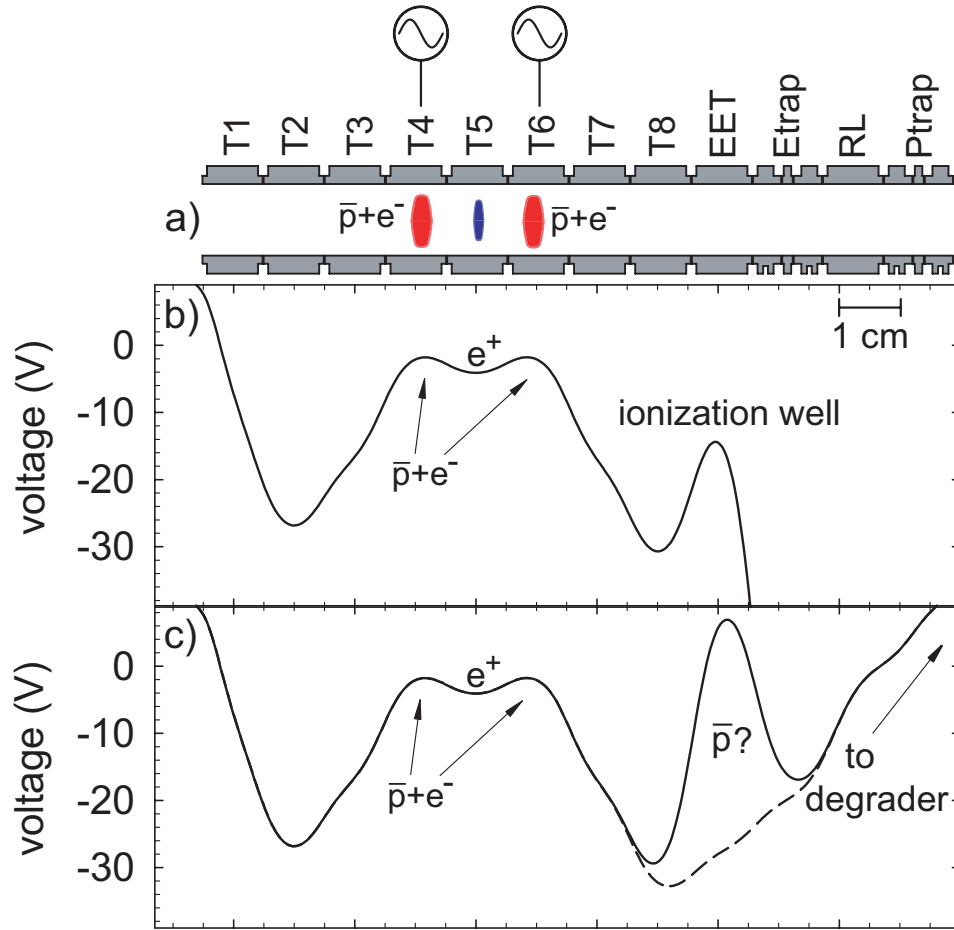 T1 T2 T3 T4 T5 T6 T7 T8 EET Etrap RL Ptrap
a) p̅+e⁻ p̅+e⁻
b)
1 cm
0
-10
-20
-30
voltage (V)
e⁺
p̅+e⁻
ionization well
c)
0
-10
-20
-30
voltage (V)
e⁺
p̅+e⁻
p̅?
to
degrader